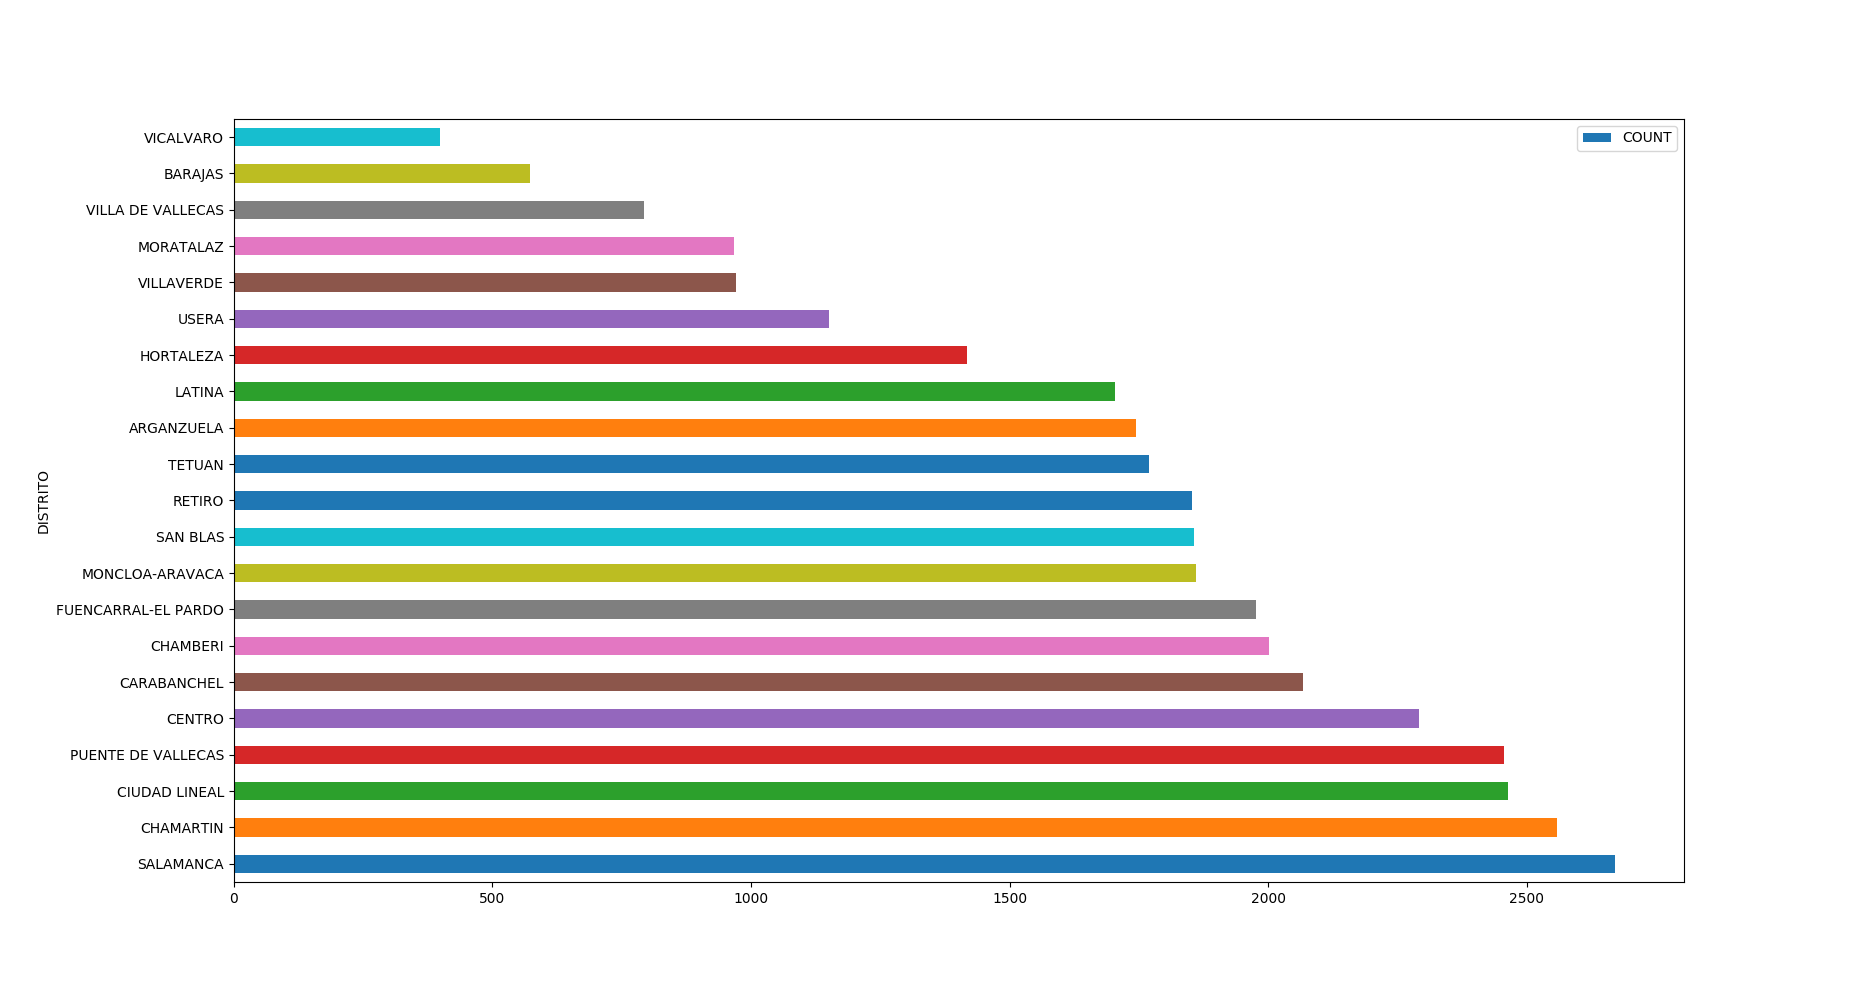 COUNT
VICALVARO
BARAJAS
VILLA DE VALLECAS
MORATALAZ
VILLAVERDE
USERA
HORTALEZA
LATINA
ARGANZUELA
TETUAN
RETIRO
SAN BLAS
MONCLOA-ARAVACA
FUENCARRAL-EL PARDO
CHAMBERI
CARABANCHEL
CENTRO
PUENTE DE VALLECAS
CIUDAD LINEAL
CHAMARTIN
SALAMANCA
DISTRITO
0 500 1000 1500 2000 2500